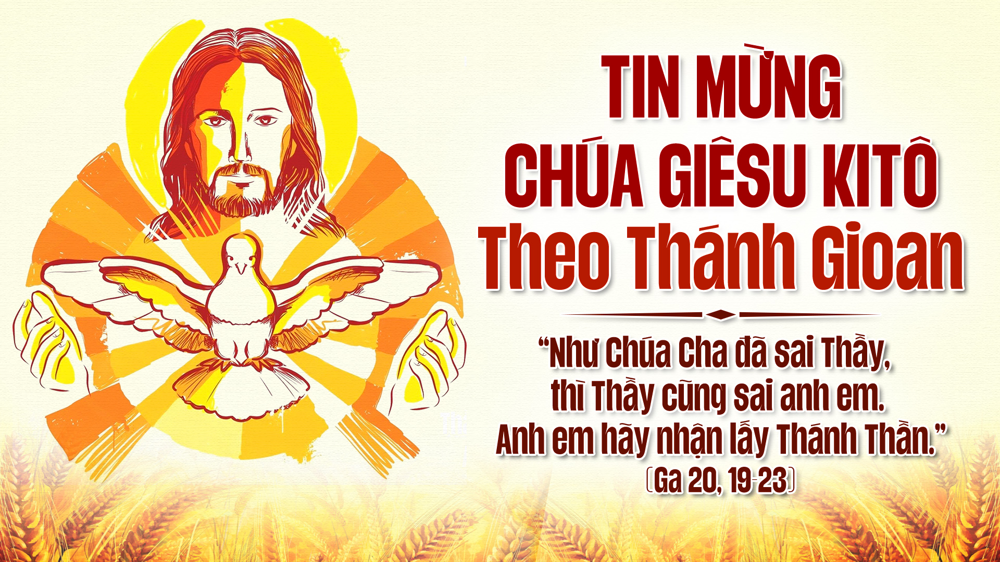 TIN MỪNG
CHÚA GIÊSU KITÔ
Theo Thánh Gioan
“Như Chúa Cha đã sai Thầy,
thì Thầy cũng sai anh em.
Anh em hãy nhận lấy Thánh Thần.”
(Ga 20, 19-23)